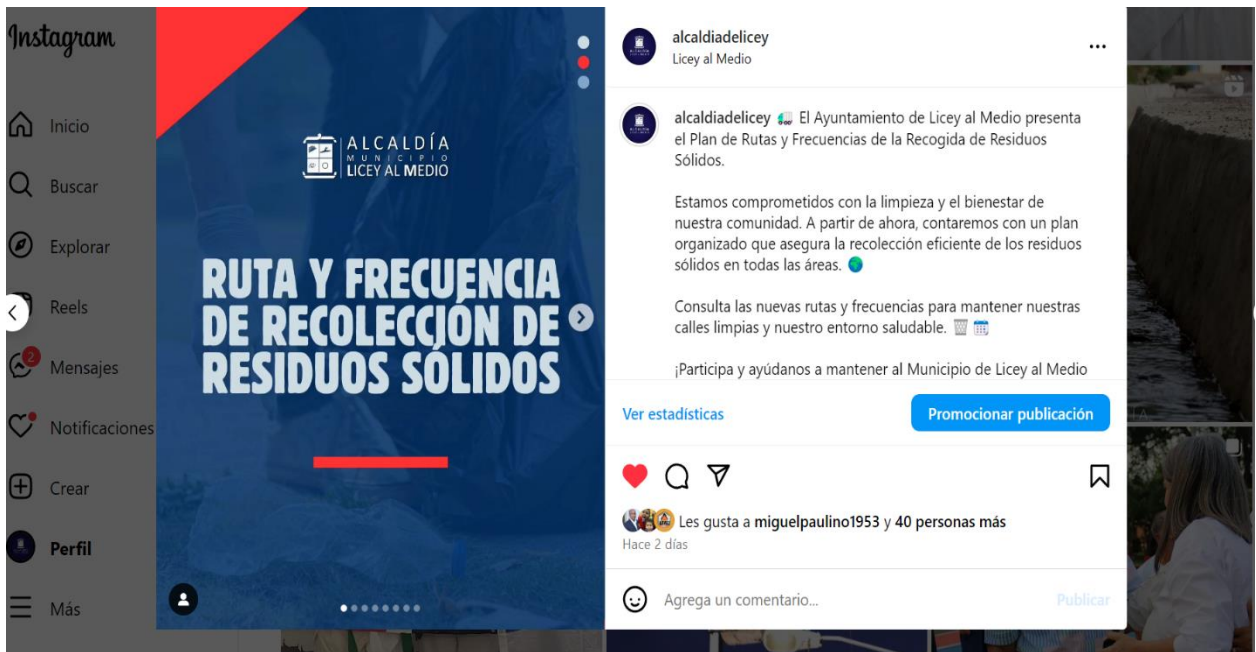 Instagram
Inicio
Buscar
Explorar
Reels
2
Mensajes
Notificaciones
Crear
Perfil
Más
ALCALDÍA
MUNICIPIO
LICEY AL MEDIO
RUTA Y FRECUENCIA
DE RECOLECCIÓN DE
RESIDUOS SÓLIDOS
alcaldiadelicey
Licey al Medio
alcaldiadelicey 🚛 El Ayuntamiento de Licey al Medio presenta
el Plan de Rutas y Frecuencias de la Recogida de Residuos
Sólidos.
Estamos comprometidos con la limpieza y el bienestar de
nuestra comunidad. A partir de ahora, contaremos con un plan
organizado que asegura la recolección eficiente de los residuos
sólidos en todas las áreas. 🌍
Consulta las nuevas rutas y frecuencias para mantener nuestras
calles limpias y nuestro entorno saludable. 🗑️ 🗓️
¡Participa y ayúdanos a mantener al Municipio de Licey al Medio
Ver estadísticas
Promocionar publicación
Les gusta a miguelpaulino1953 y 40 personas más
Hace 2 días
Agrega un comentario...
Publicar